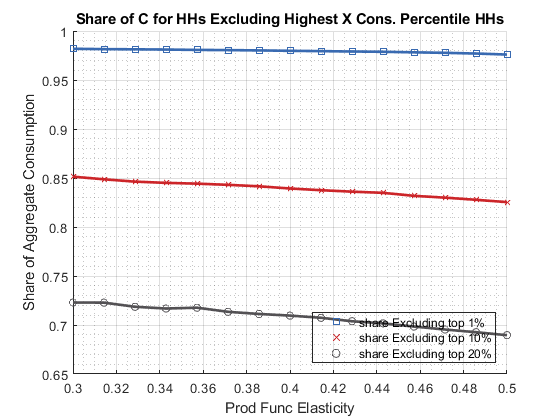 Share of C for HHs Excluding Highest X Cons. Percentile HHs
1
0.95
0.9
0.85
0.8
0.75
0.7
0.65
Share of Aggregate Consumption
share Excluding top 1%
share Excluding top 10%
share Excluding top 20%
0.3 0.32 0.34 0.36 0.38 0.4 0.42 0.44 0.46 0.48 0.5
Prod Func Elasticity